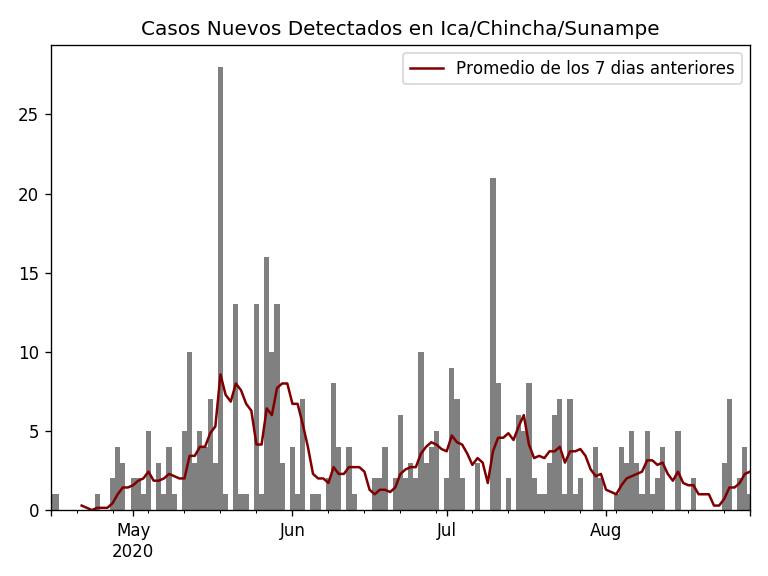 Casos Nuevos Detectados en Ica/Chincha/Sunampe
Promedio de los 7 dias anteriores
25
20
15
10
5
0
May
2020
Jun
Jul
Aug